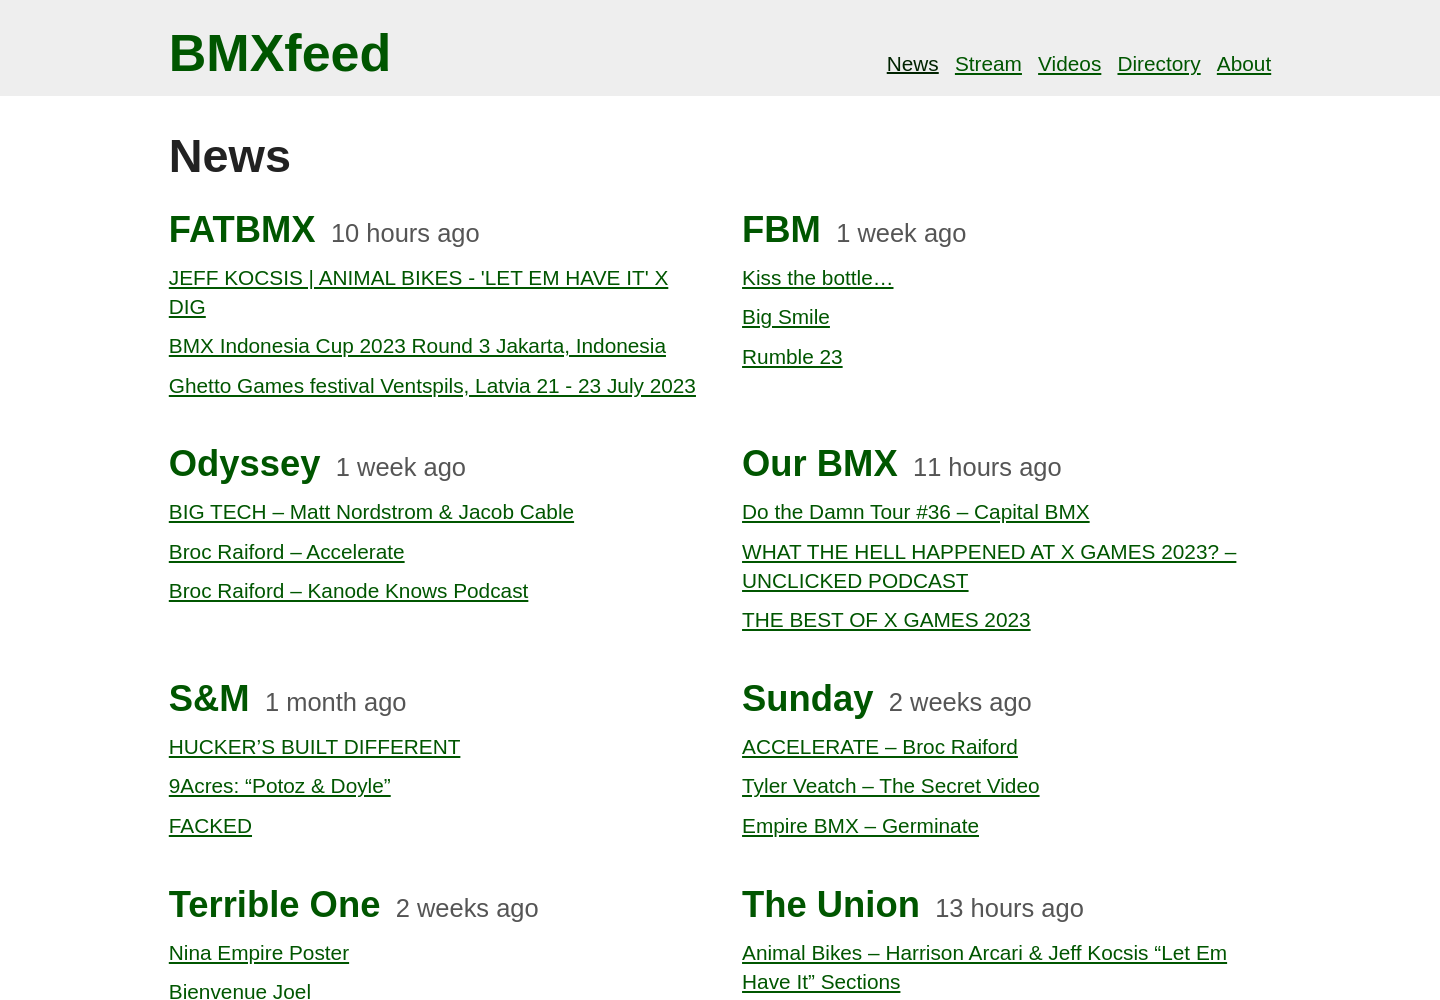 BMXfeed
News Stream Videos Directory About
News
FATBMX 10 hours ago
JEFF KOCSIS | ANIMAL BIKES - 'LET EM HAVE IT' X
DIG
BMX Indonesia Cup 2023 Round 3 Jakarta, Indonesia
Ghetto Games festival Ventspils, Latvia 21 - 23 July 2023
FBM 1 week ago
Kiss the bottle…
Big Smile
Rumble 23
Odyssey 1 week ago
BIG TECH – Matt Nordstrom & Jacob Cable
Broc Raiford – Accelerate
Broc Raiford – Kanode Knows Podcast
Our BMX 11 hours ago
Do the Damn Tour #36 – Capital BMX
WHAT THE HELL HAPPENED AT X GAMES 2023? –
UNCLICKED PODCAST
THE BEST OF X GAMES 2023
S&M 1 month ago
HUCKER’S BUILT DIFFERENT
9Acres: “Potoz & Doyle”
FACKED
Sunday 2 weeks ago
ACCELERATE – Broc Raiford
Tyler Veatch – The Secret Video
Empire BMX – Germinate
Terrible One 2 weeks ago
Nina Empire Poster
Bienvenue Joel
The Union 13 hours ago
Animal Bikes – Harrison Arcari & Jeff Kocsis “Let Em
Have It” Sections